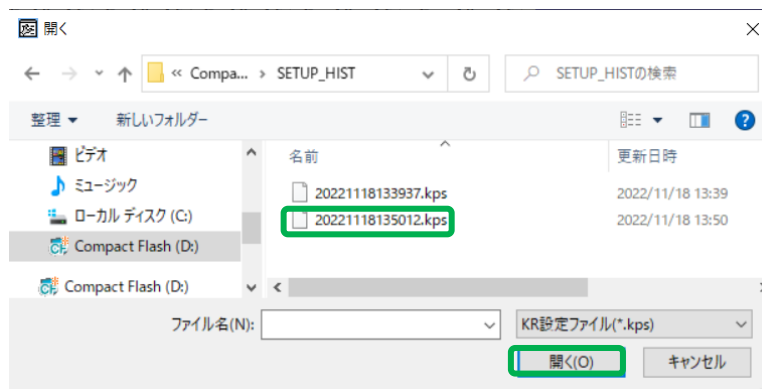 開く
« Compa... › SETUP_HIST
SETUP_HISTの検索
整理 新しいフォルダー
ビデオ
ミュージック
ローカル ディスク (C:)
Compact Flash (D:)
Compact Flash (D:)
名前 更新日時
20221118133937.kps 2022/11/18 13:39
20221118135012.kps 2022/11/18 13:50
ファイル名(N):
KR設定ファイル(*.kps)
開く(O) キャンセル